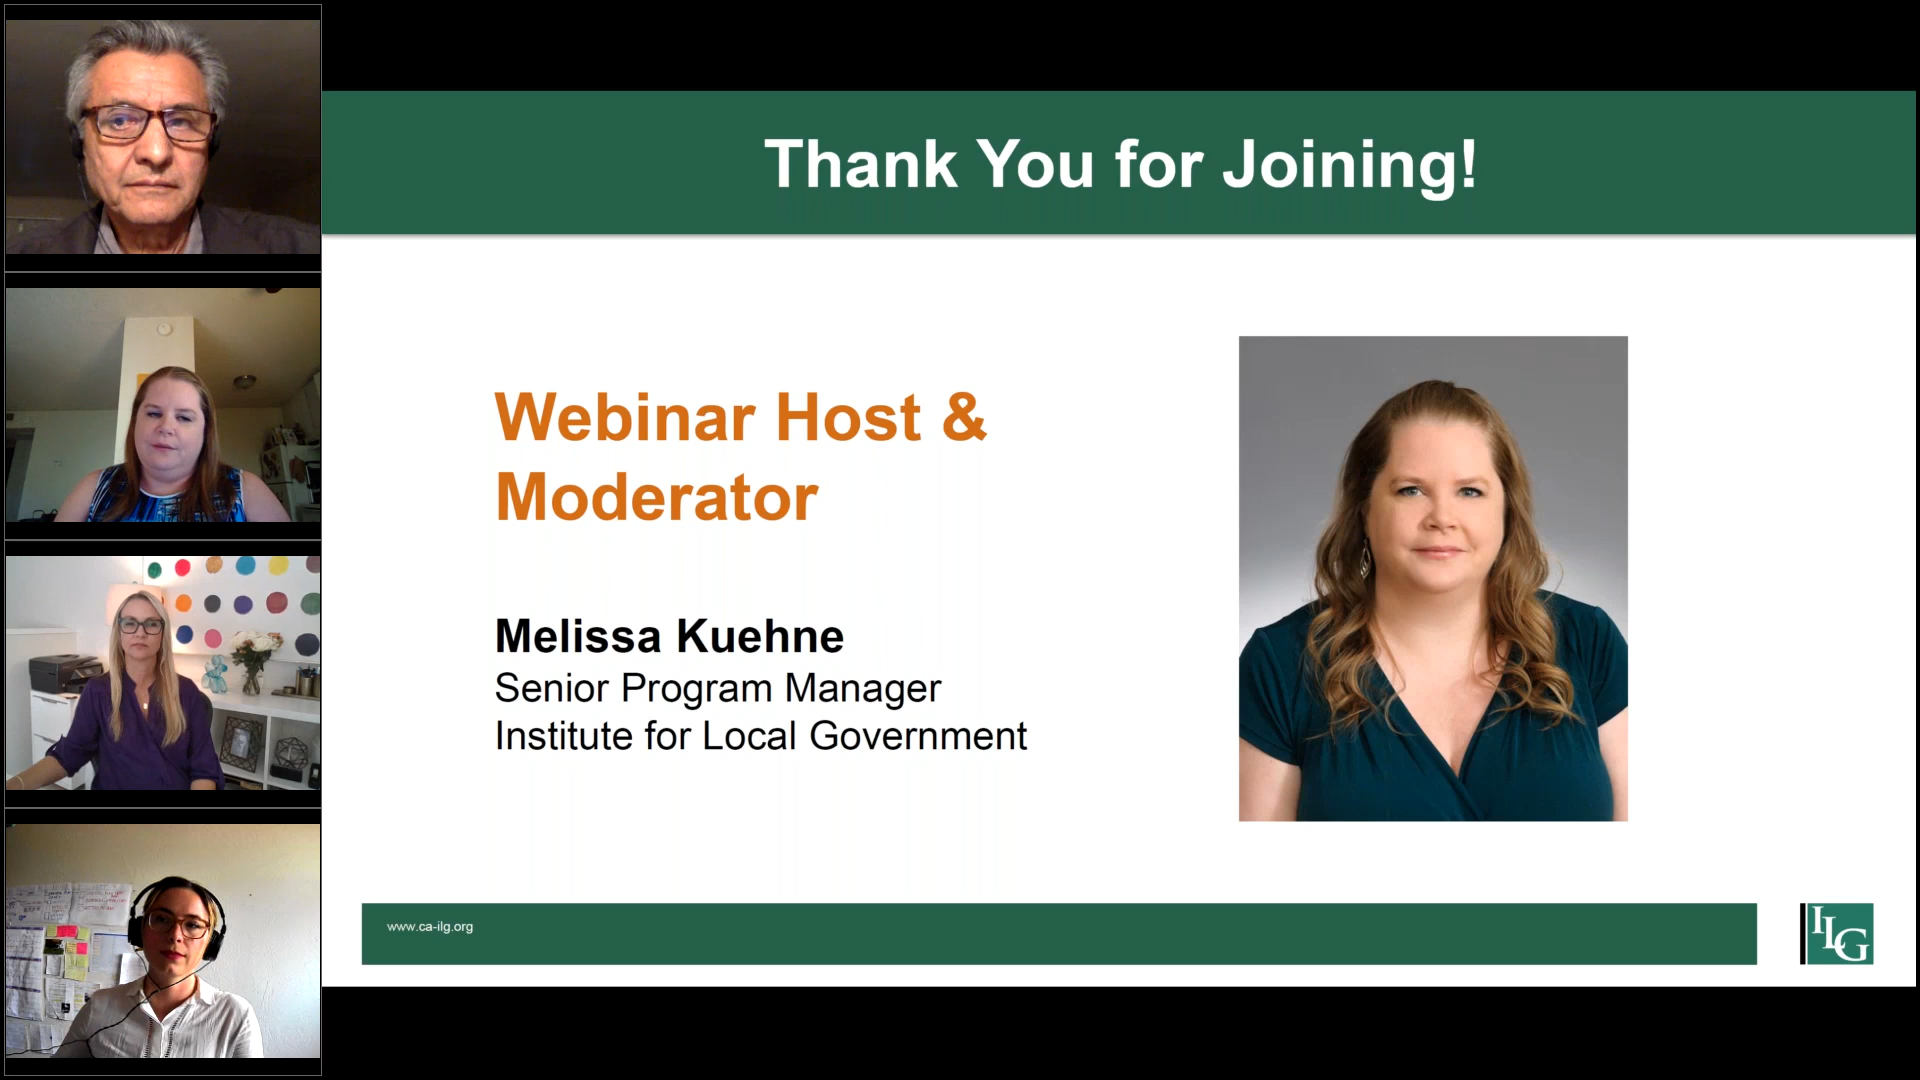 Thank You for Joining!
Webinar Host &
Moderator
Melissa Kuehne
Senior Program Manager
Institute for Local Government
www.ca-ilg.org
ILG